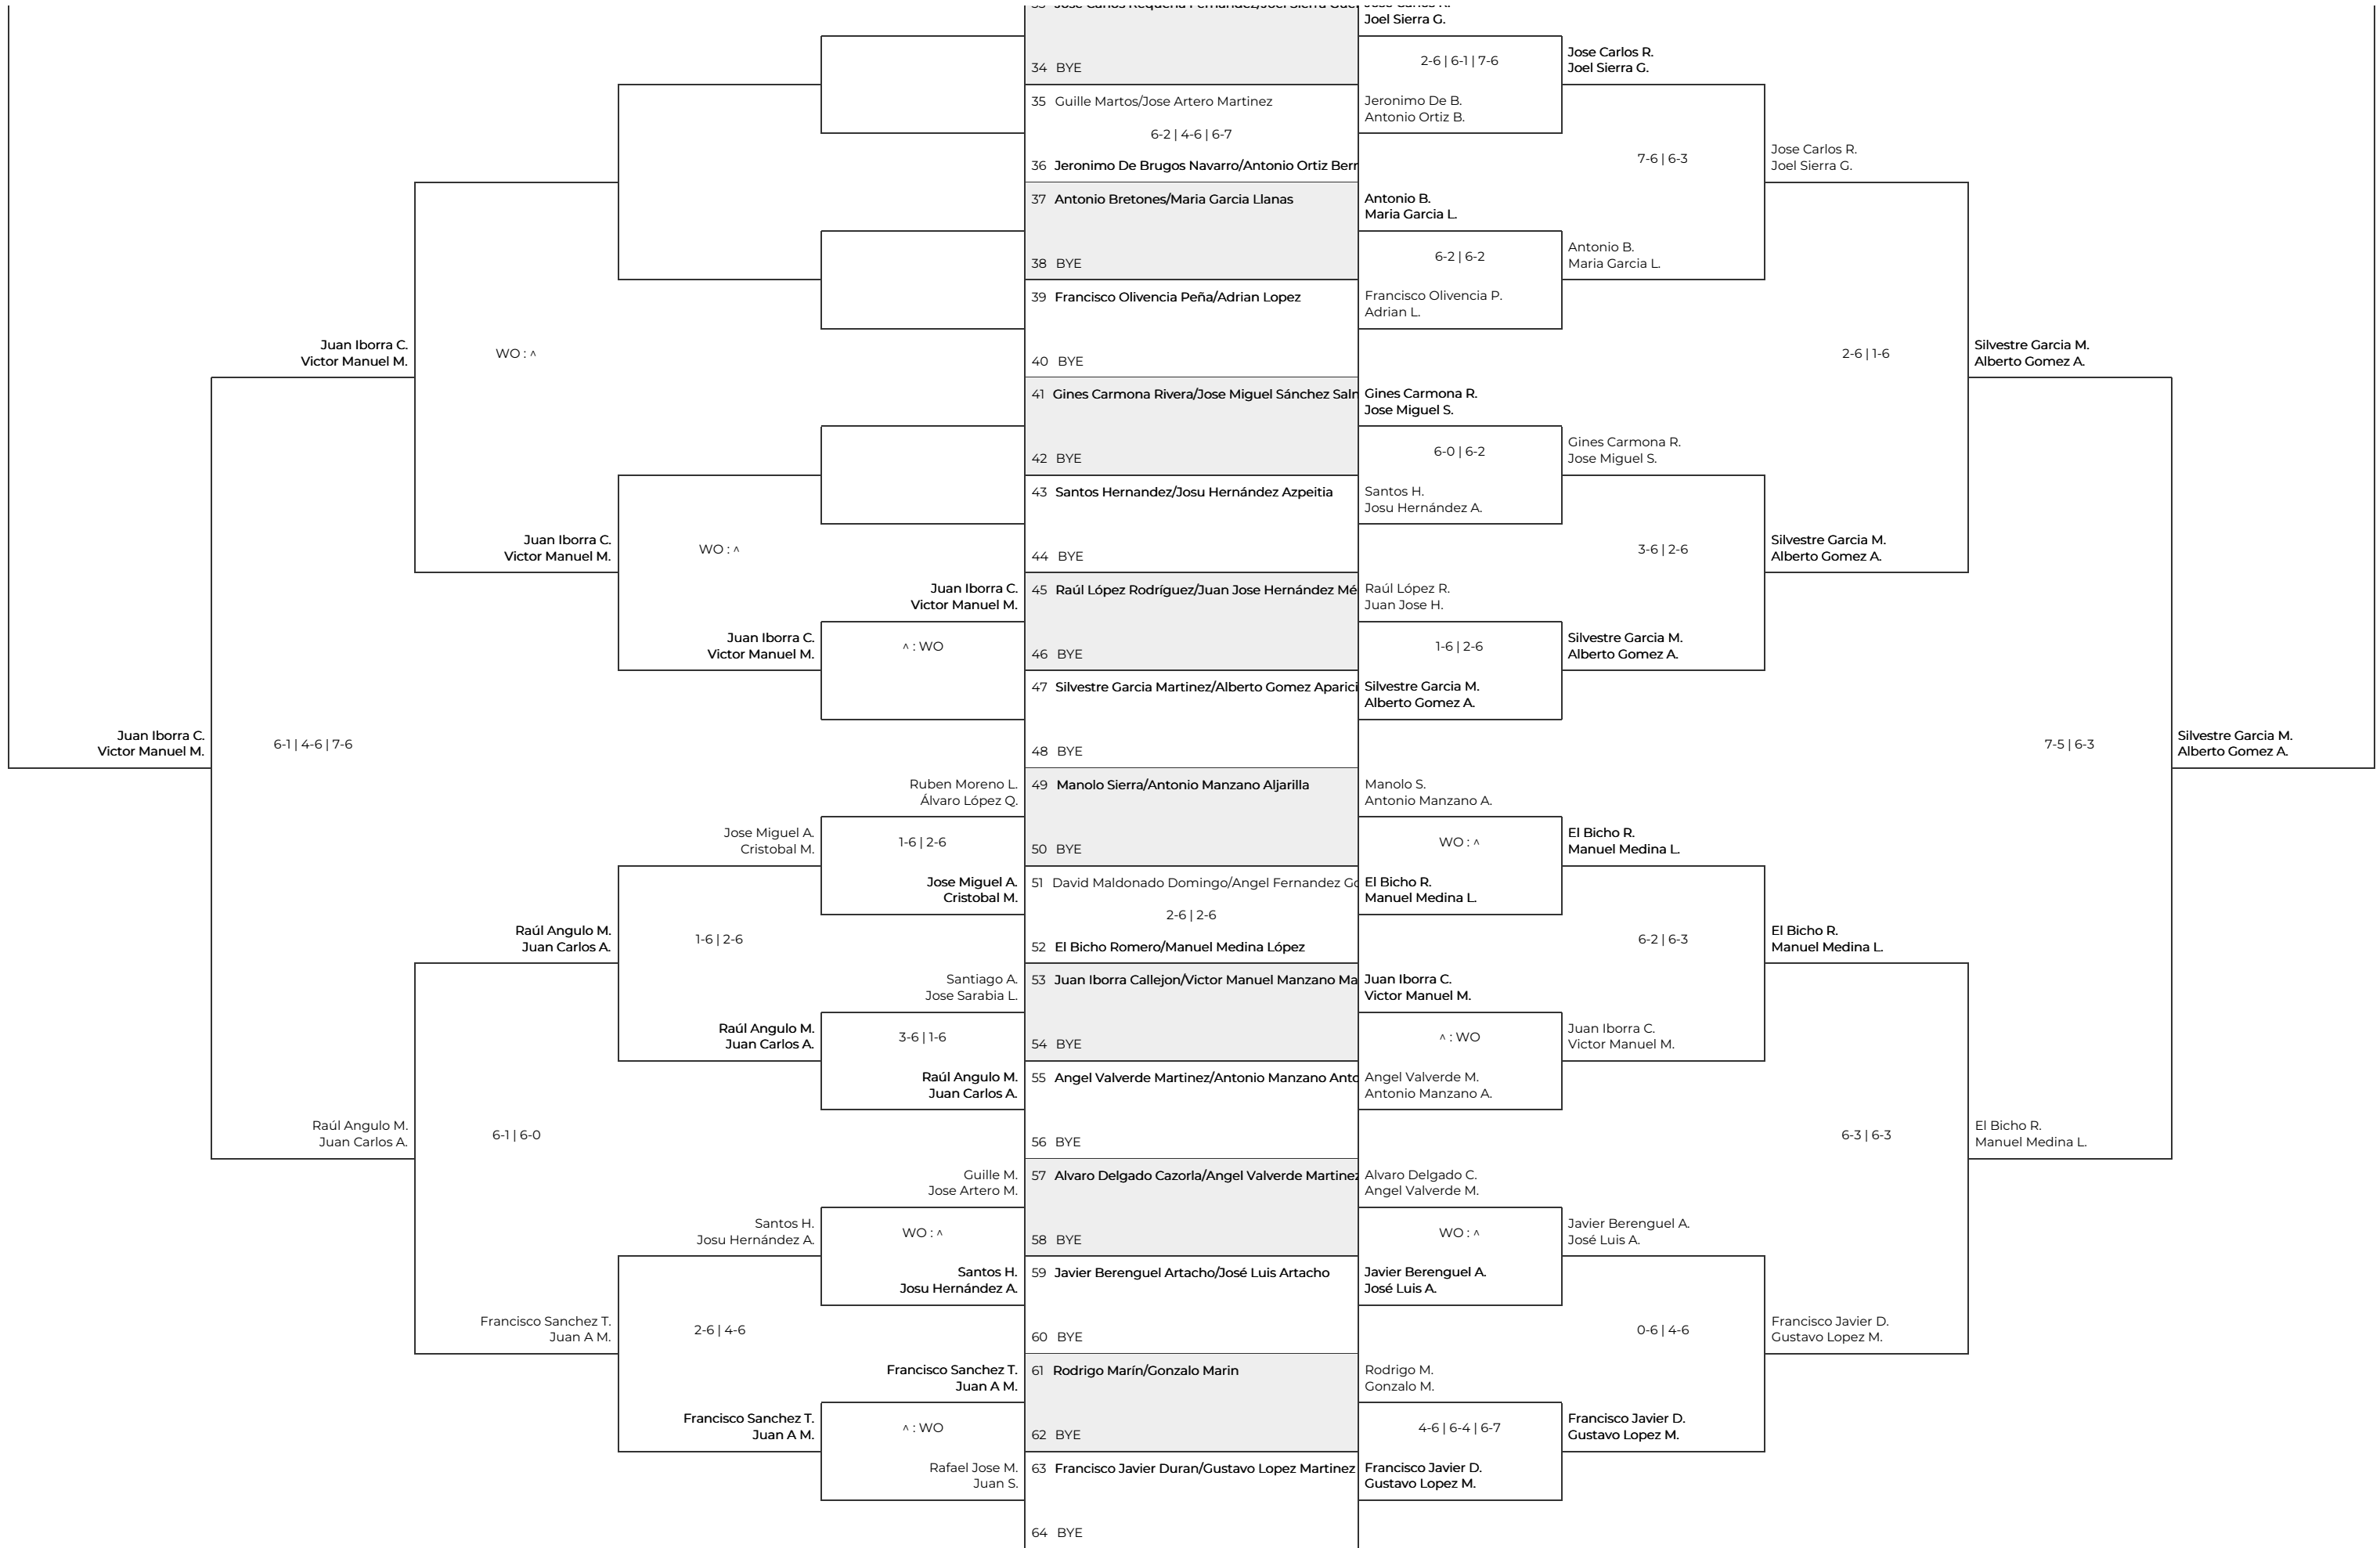 Joel Sierra G.
34 BYE
2-6 | 6-1 | 7-6
Jose Carlos R.
Joel Sierra G.
35 Guille Martos/Jose Artero Martinez
6-2 | 4-6 | 6-7
36 Jeronimo De Brugos Navarro/Antonio Ortiz Berr
Jeronimo De B.
Antonio Ortiz B.
7-6 | 6-3
Jose Carlos R.
Joel Sierra G.
37 Antonio Bretones/Maria Garcia Llanas
Antonio B.
Maria Garcia L.
38 BYE
6-2 | 6-2
Antonio B.
Maria Garcia L.
39 Francisco Olivencia Peña/Adrian Lopez
Francisco Olivencia P.
Adrian L.
40 BYE
Juan Iborra C.
Victor Manuel M.
WO : ^
2-6 | 1-6
Silvestre Garcia M.
Alberto Gomez A.
41 Gines Carmona Rivera/Jose Miguel Sánchez Salm
Gines Carmona R.
Jose Miguel S.
42 BYE
6-0 | 6-2
Gines Carmona R.
Jose Miguel S.
43 Santos Hernandez/Josu Hernández Azpeitia
Santos H.
Josu Hernández A.
44 BYE
Juan Iborra C.
Victor Manuel M.
WO : ^
3-6 | 2-6
Silvestre Garcia M.
Alberto Gomez A.
Juan Iborra C.
Victor Manuel M.
45 Raúl López Rodríguez/Juan Jose Hernández Mé
Raúl López R.
Juan Jose H.
Juan Iborra C.
Victor Manuel M.
^ : WO
46 BYE
1-6 | 2-6
Silvestre Garcia M.
Alberto Gomez A.
47 Silvestre Garcia Martinez/Alberto Gomez Aparici
Silvestre Garcia M.
Alberto Gomez A.
48 BYE
Juan Iborra C.
Victor Manuel M.
6-1 | 4-6 | 7-6
7-5 | 6-3
Silvestre Garcia M.
Alberto Gomez A.
Ruben Moreno L.
Álvaro López Q.
49 Manolo Sierra/Antonio Manzano Aljarilla
Manolo S.
Antonio Manzano A.
Jose Miguel A.
Cristobal M.
1-6 | 2-6
50 BYE
WO : ^
El Bicho R.
Manuel Medina L.
Jose Miguel A.
Cristobal M.
51 David Maldonado Domingo/Angel Fernandez Go
2-6 | 2-6
52 El Bicho Romero/Manuel Medina López
El Bicho R.
Manuel Medina L.
Raúl Angulo M.
Juan Carlos A.
1-6 | 2-6
6-2 | 6-3
El Bicho R.
Manuel Medina L.
Santiago A.
Jose Sarabia L.
53 Juan Iborra Callejon/Victor Manuel Manzano Ma
Juan Iborra C.
Victor Manuel M.
Raúl Angulo M.
Juan Carlos A.
3-6 | 1-6
54 BYE
^ : WO
Juan Iborra C.
Victor Manuel M.
Raúl Angulo M.
Juan Carlos A.
55 Angel Valverde Martinez/Antonio Manzano Anto
Angel Valverde M.
Antonio Manzano A.
56 BYE
Raúl Angulo M.
Juan Carlos A.
6-1 | 6-0
6-3 | 6-3
El Bicho R.
Manuel Medina L.
Guille M.
Jose Artero M.
57 Alvaro Delgado Cazorla/Angel Valverde Martinez
Alvaro Delgado C.
Angel Valverde M.
Santos H.
Josu Hernández A.
WO : ^
58 BYE
WO : ^
Javier Berenguel A.
José Luis A.
Santos H.
Josu Hernández A.
59 Javier Berenguel Artacho/José Luis Artacho
Javier Berenguel A.
José Luis A.
60 BYE
Francisco Sanchez T.
Juan A M.
2-6 | 4-6
0-6 | 4-6
Francisco Javier D.
Gustavo Lopez M.
Francisco Sanchez T.
Juan A M.
61 Rodrigo Marín/Gonzalo Marin
Rodrigo M.
Gonzalo M.
Francisco Sanchez T.
Juan A M.
^ : WO
62 BYE
4-6 | 6-4 | 6-7
Francisco Javier D.
Gustavo Lopez M.
Rafael Jose M.
Juan S.
63 Francisco Javier Duran/Gustavo Lopez Martinez
Francisco Javier D.
Gustavo Lopez M.
64 BYE